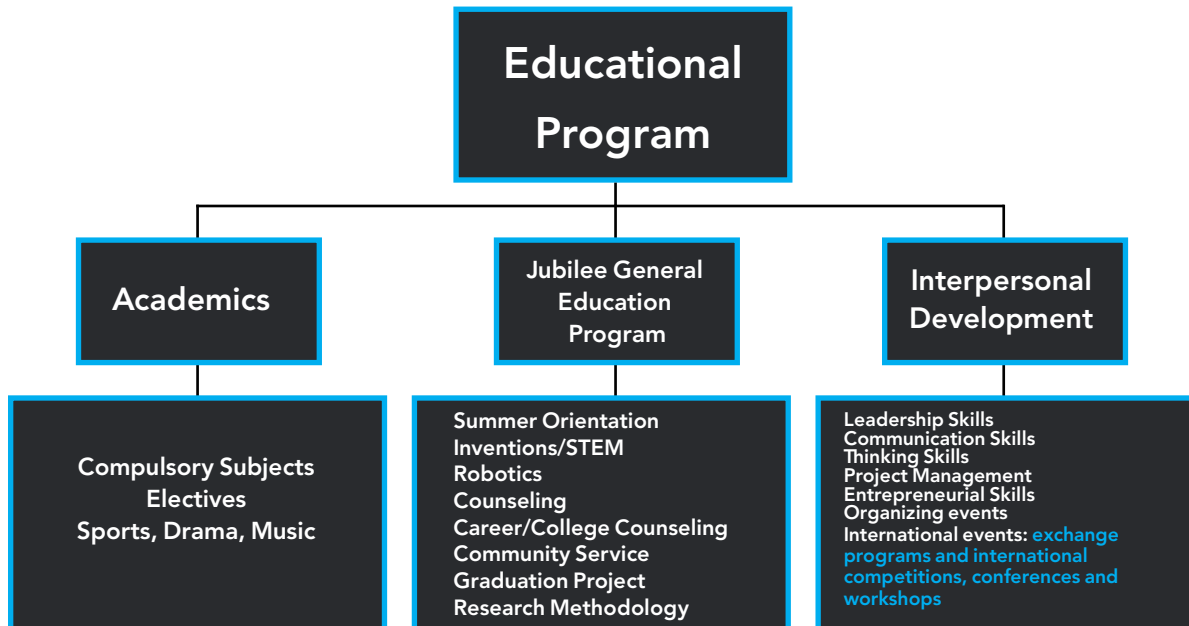 Educational
Program
Academics
Jubilee General
Education
Program
Interpersonal
Development
Compulsory Subjects
Electives
Sports, Drama, Music
Summer Orientation
Inventions/STEM
Robotics
Counseling
Career/College Counseling
Community Service
Graduation Project
Research Methodology
Leadership Skills
Communication Skills
Thinking Skills
Project Management
Entrepreneurial Skills
Organizing events
International events: exchange
programs and international
competitions, conferences and
workshops